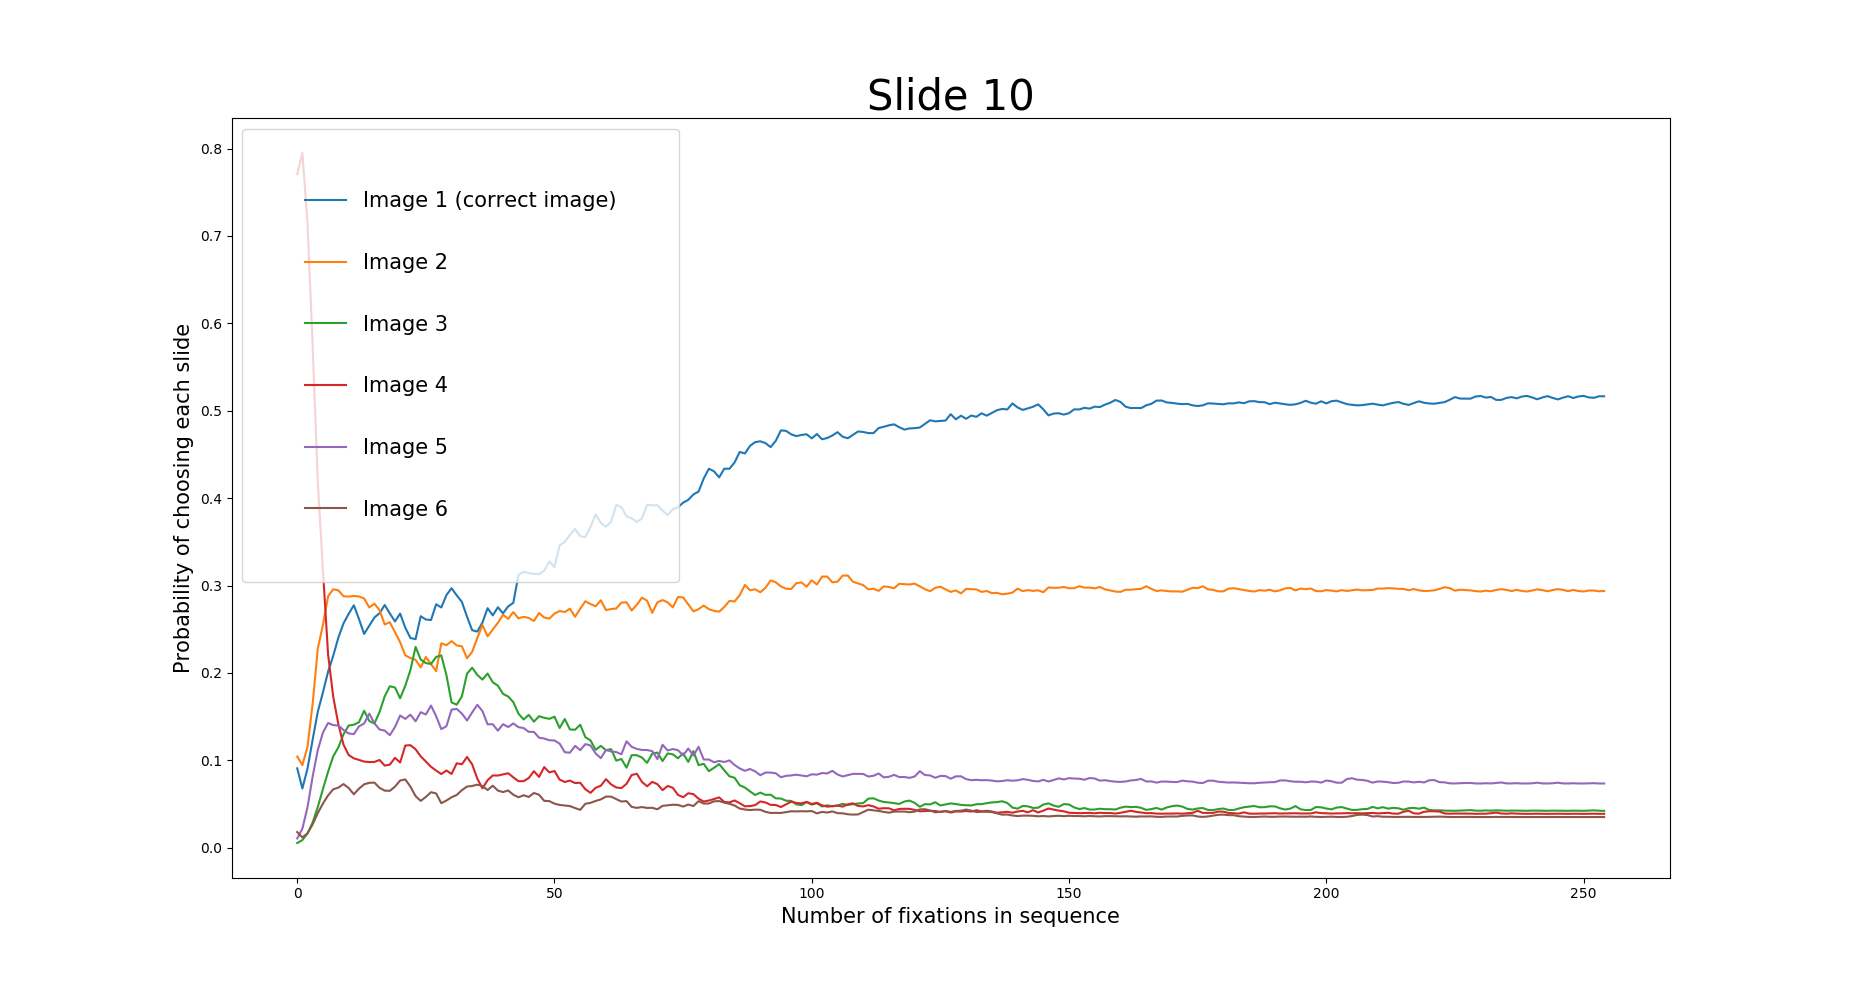 Slide 10
Probability of choosing each slide
0.8
0.7
0.6
0.5
0.4
0.3
0.2
0.1
0.0
Image 1 (correct image)
Image 2
Image 3
Image 4
Image 5
Image 6
0 50 100 150 200 250
Number of fixations in sequence